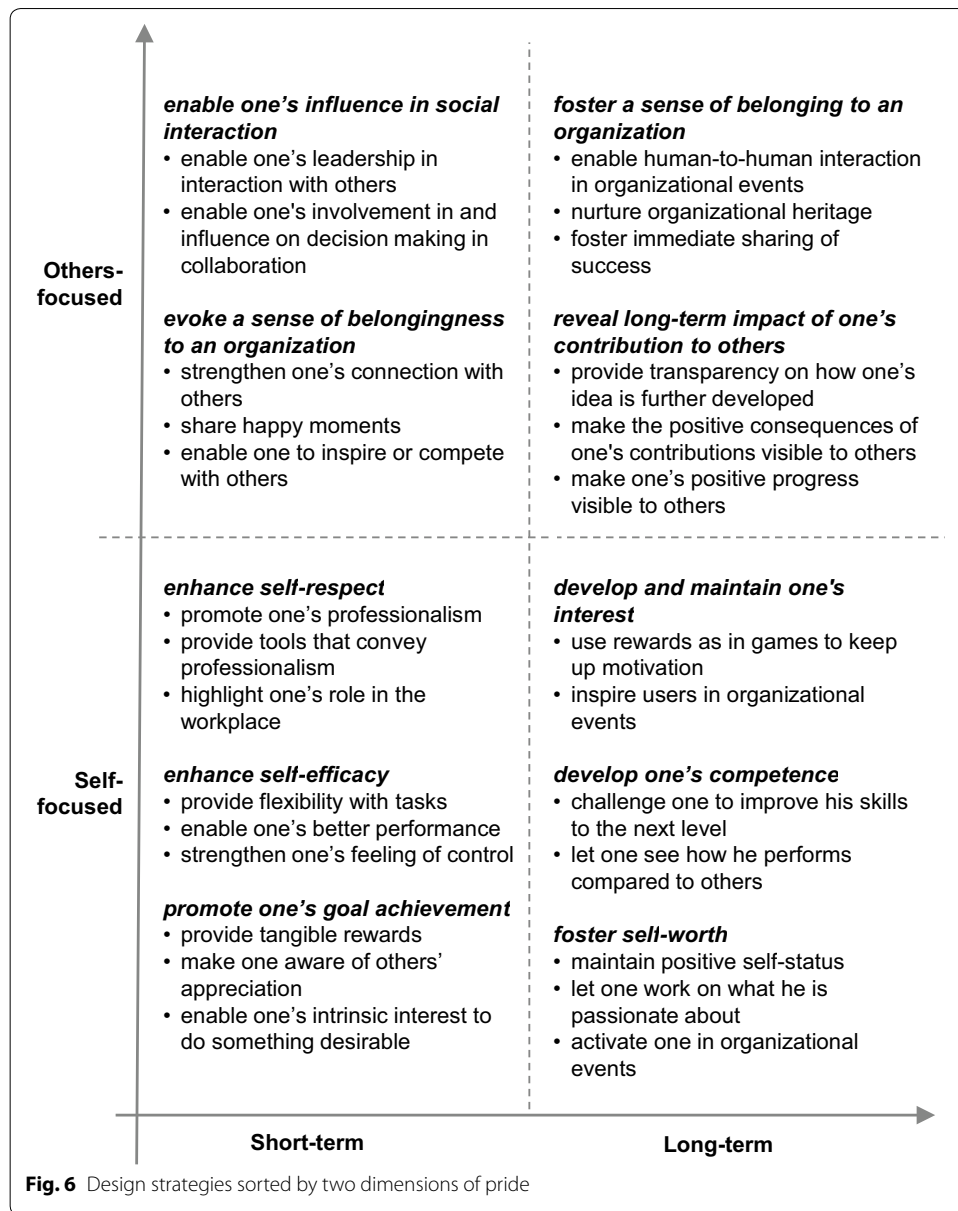 enable one’s influence in social
interaction
• enable one’s leadership in
interaction with others
• enable one's involvement in and
influence on decision making in
collaboration
evoke a sense of belongingness
to an organization
• strengthen one’s connection with
others
• share happy moments
• enable one to inspire or compete
with others
foster a sense of belonging to an
organization
• enable human-to-human interaction
in organizational events
• nurture organizational heritage
• foster immediate sharing of
success
reveal long-term impact of one’s
contribution to others
• provide transparency on how one’s
idea is further developed
• make the positive consequences of
one's contributions visible to others
• make one’s positive progress
visible to others
Others-
focused
enhance self-respect
• promote one’s professionalism
• provide tools that convey
professionalism
• highlight one’s role in the
workplace
enhance self-efficacy
• provide flexibility with tasks
• enable one’s better performance
• strengthen one’s feeling of control
promote one’s goal achievement
• provide tangible rewards
• make one aware of others’
appreciation
• enable one’s intrinsic interest to
do something desirable
develop and maintain one's
interest
• use rewards as in games to keep
up motivation
• inspire users in organizational
events
develop one’s competence
• challenge one to improve his skills
to the next level
• let one see how he performs
compared to others
foster self-worth
• maintain positive self-status
• let one work on what he is
passionate about
• activate one in organizational
events
Self-
focused
Short-term
Long-term
Fig. 6 Design strategies sorted by two dimensions of pride